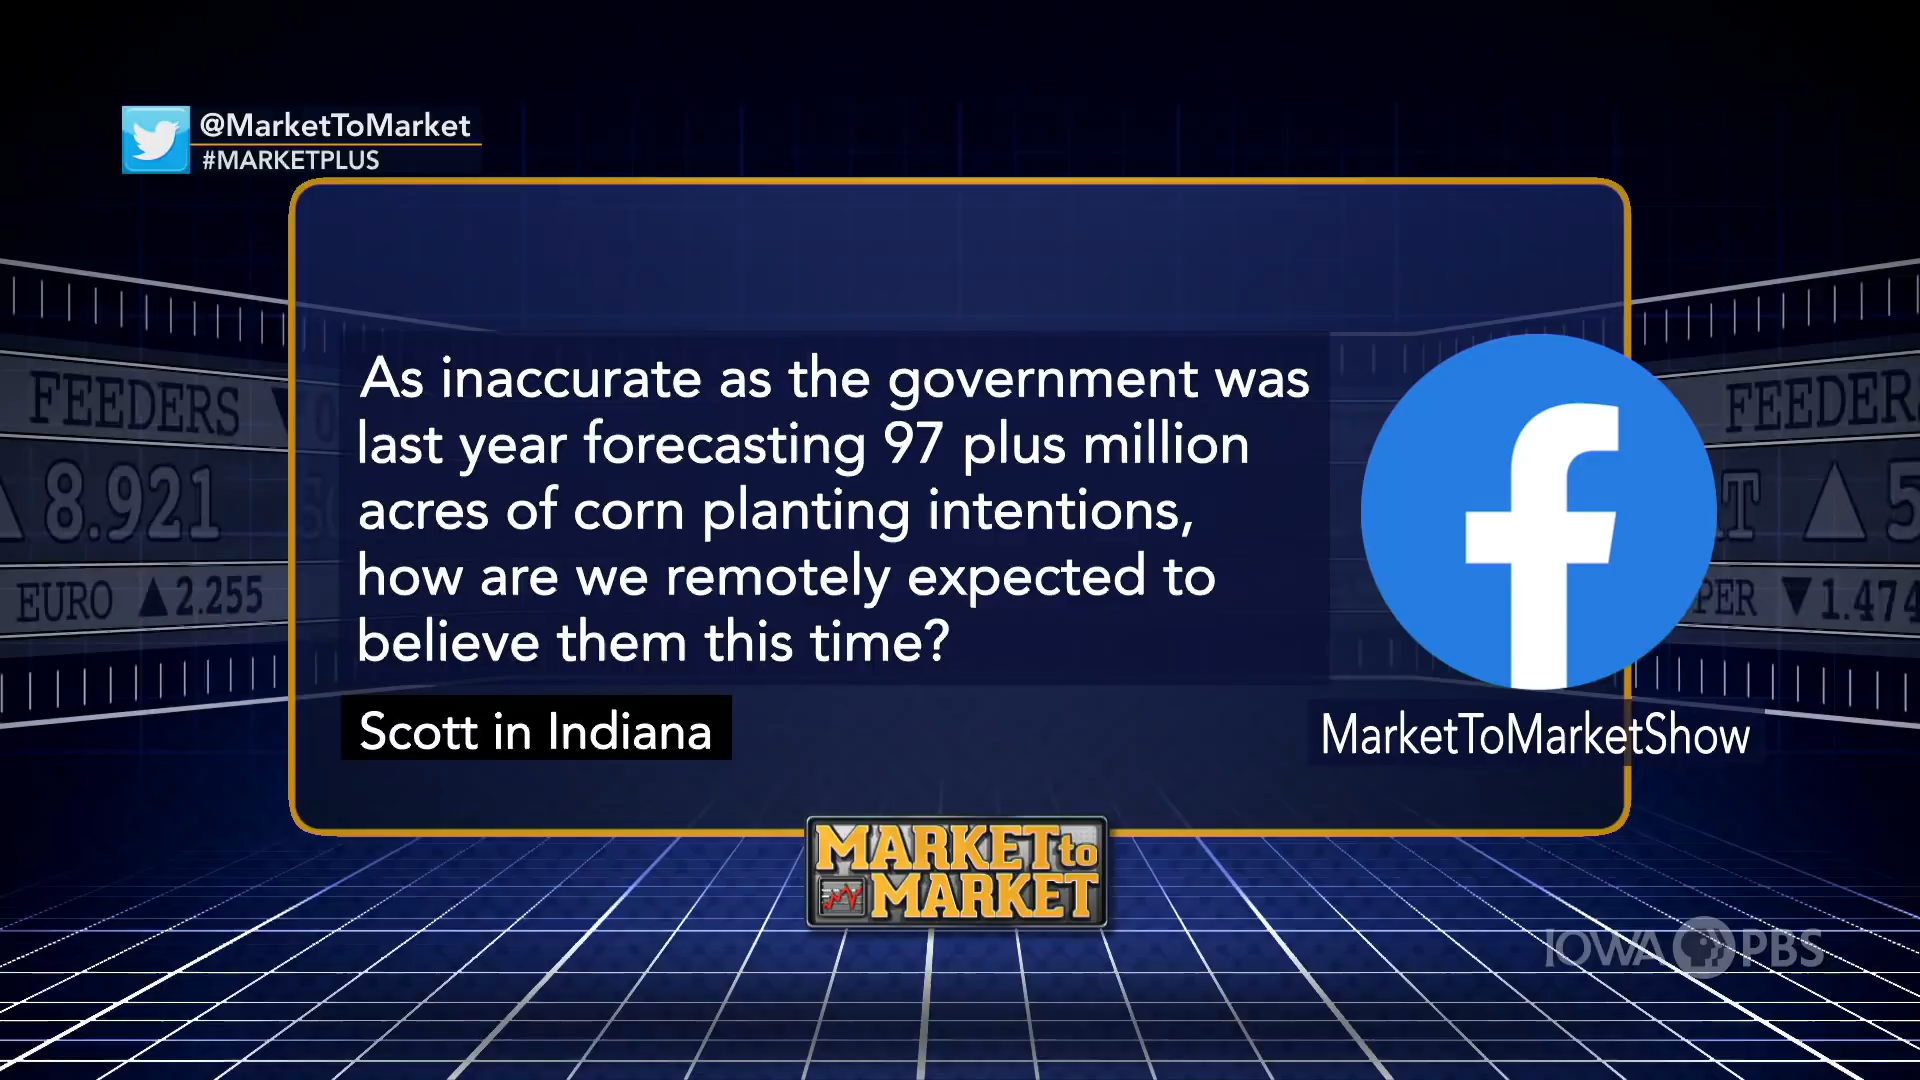 @MarketToMarket
#MARKETPLUS
As inaccurate as the government was
last year forecasting 97 plus million
acres of corn planting intentions,
how are we remotely expected to
believe them this time?
Scott in Indiana
MarketToMarketShow
FEEDERS
8.921
EURO ▲2.255
FEEDER
5
▼1.474
MARKET to
MARKET
IOWA PBS